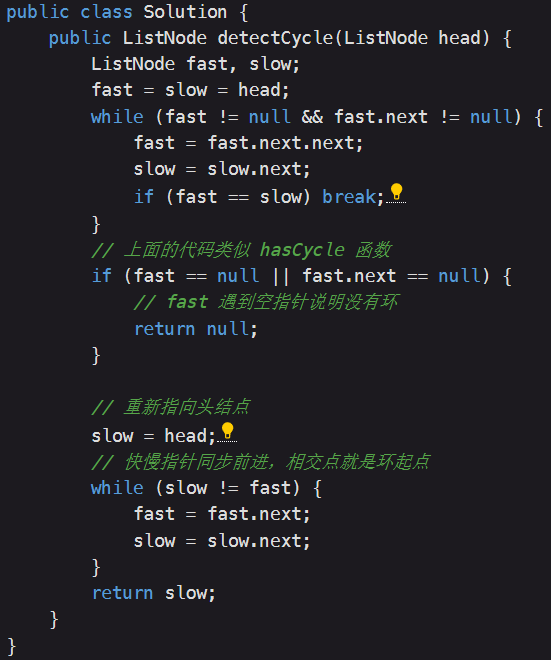 public class Solution {
    public ListNode detectCycle(ListNode head) {
        ListNode fast, slow;
        fast = slow = head;
        while (fast != null && fast.next != null) {
            fast = fast.next.next;
            slow = slow.next;
            if (fast == slow) break;
        }
        // 上面的代码类似 hasCycle 函数
        if (fast == null || fast.next == null) {
            // fast 遇到空指针说明没有环
            return null;
        }

        // 重新指向头结点
        slow = head;
        // 快慢指针同步前进，相交点就是环起点
        while (slow != fast) {
            fast = fast.next;
            slow = slow.next;
        }
        return slow;
    }
}